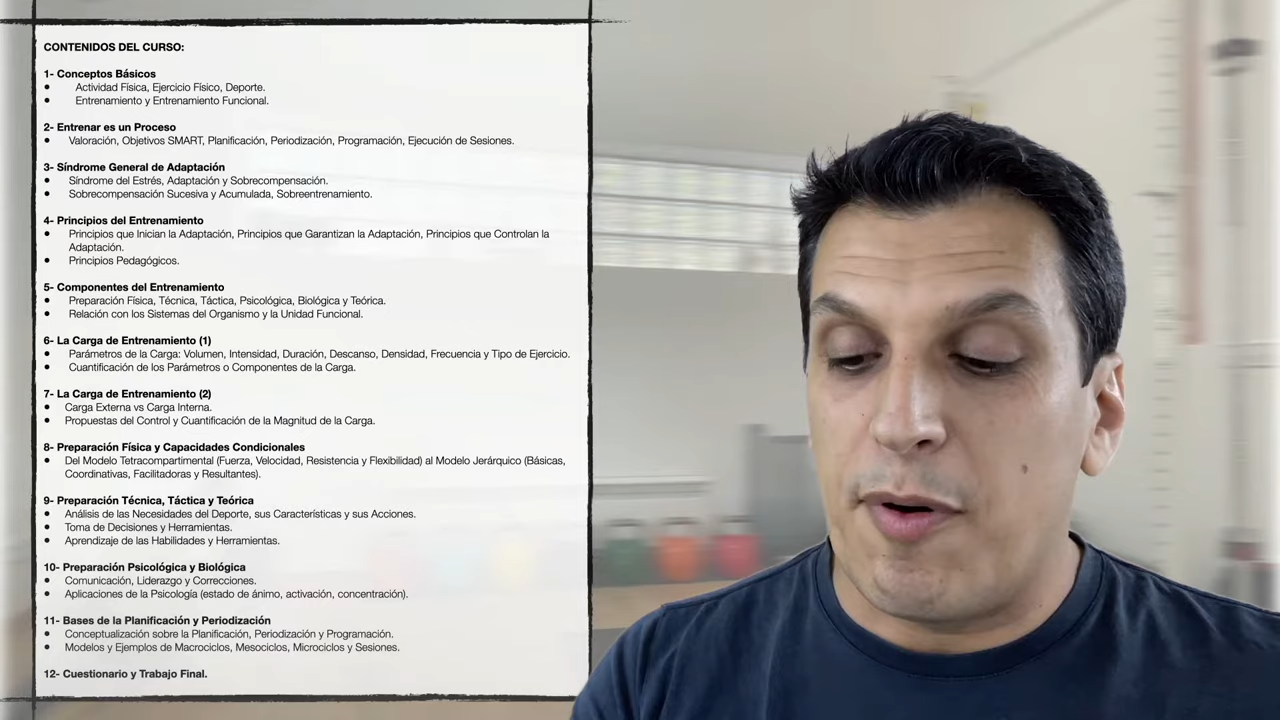 CONTENIDOS DEL CURSO:
1- Conceptos Básicos
● Actividad Física, Ejercicio Físico, Deporte.
● Entrenamiento y Entrenamiento Funcional.
2- Entrenar es un Proceso
● Valoración, Objetivos SMART, Planificación, Periodización, Programación, Ejecución de Sesiones.
3- Síndrome General de Adaptación
● Síndrome del Estrés, Adaptación y Sobrecompensación.
● Sobrecompensación Sucesiva y Acumulada, Sobreentrenamiento.
4- Principios del Entrenamiento
● Principios que Inician la Adaptación, Principios que Garantizan la Adaptación, Principios que Controlan la
Adaptación.
● Principios Pedagógicos.
5- Componentes del Entrenamiento
● Preparación Física, Técnica, Táctica, Psicológica, Biológica y Teórica.
● Relación con los Sistemas del Organismo y la Unidad Funcional.
6- La Carga de Entrenamiento (1)
● Parámetros de la Carga: Volumen, Intensidad, Duración, Descanso, Densidad, Frecuencia y Tipo de Ejercicio.
● Cuantificación de los Parámetros o Componentes de la Carga.
7- La Carga de Entrenamiento (2)
● Carga Externa vs Carga Interna.
● Propuestas del Control y Cuantificación de la Magnitud de la Carga.
8- Preparación Física y Capacidades Condicionales
● Del Modelo Tetracompartimental (Fuerza, Velocidad, Resistencia y Flexibilidad) al Modelo Jerárquico (Básicas,
Coordinativas, Facilitadoras y Resultantes).
9- Preparación Técnica, Táctica y Teórica
● Análisis de las Necesidades del Deporte, sus Características y sus Acciones.
● Toma de Decisiones y Herramientas.
● Aprendizaje de las Habilidades y Herramientas.
10- Preparación Psicológica y Biológica
● Comunicación, Liderazgo y Correcciones.
● Aplicaciones de la Psicología (estado de ánimo, activación, concentración).
11- Bases de la Planificación y Periodización
● Conceptualización sobre la Planificación, Periodización y Programación.
● Modelos y Ejemplos de Macrociclos, Mesociclos, Microciclos y Sesiones.
12- Cuestionario y Trabajo Final.